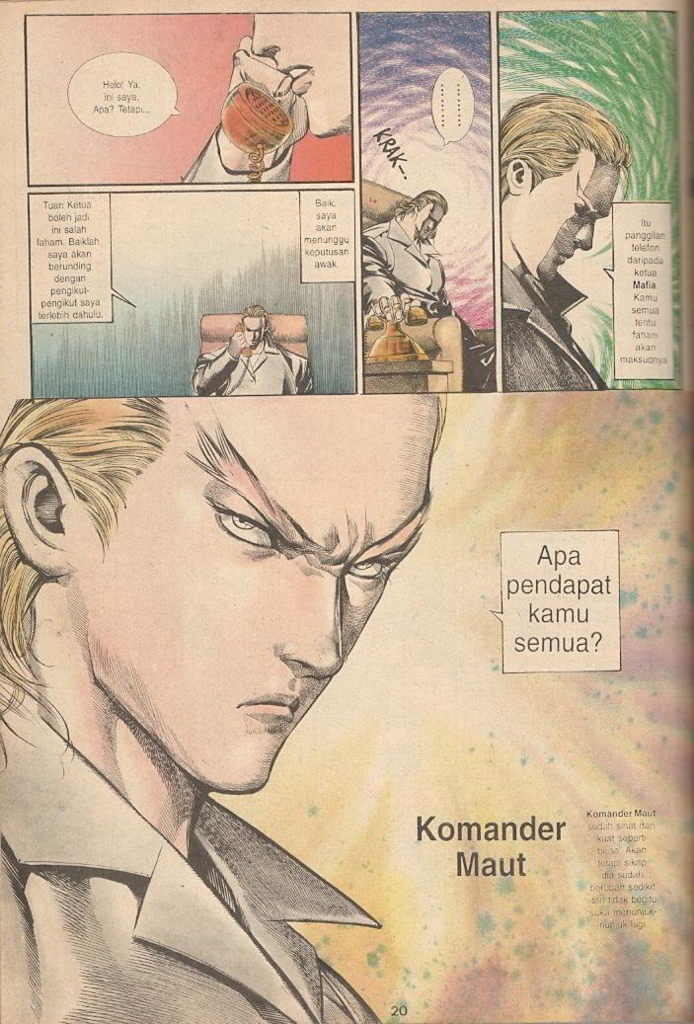 Helo! Ya,
ini saya.
Apa? Tetapi...
Tuan Ketua
boleh jadi
ini salah
faham. Baiklah,
saya akan
berunding
dengan
pengikut-
pengikut saya
terlebih dahulu.
Baik,
saya
akan
menunggu
keputusan
awak.
KRAK-!
Itu
panggilan
telefon
daripada
ketua
Mafia
Kamu
semua
tentu
faham
akan
maksudnya.
Apa
pendapat
kamu
semua?
Komander
Maut
Komander Maut
sudah sihat dan
kuat seperti
biasa. Akan
tetapi sikap
dia sudah
berubah sedikit
iaitu tidak begitu
suka menunjuk-
nunjuk lagi.
20